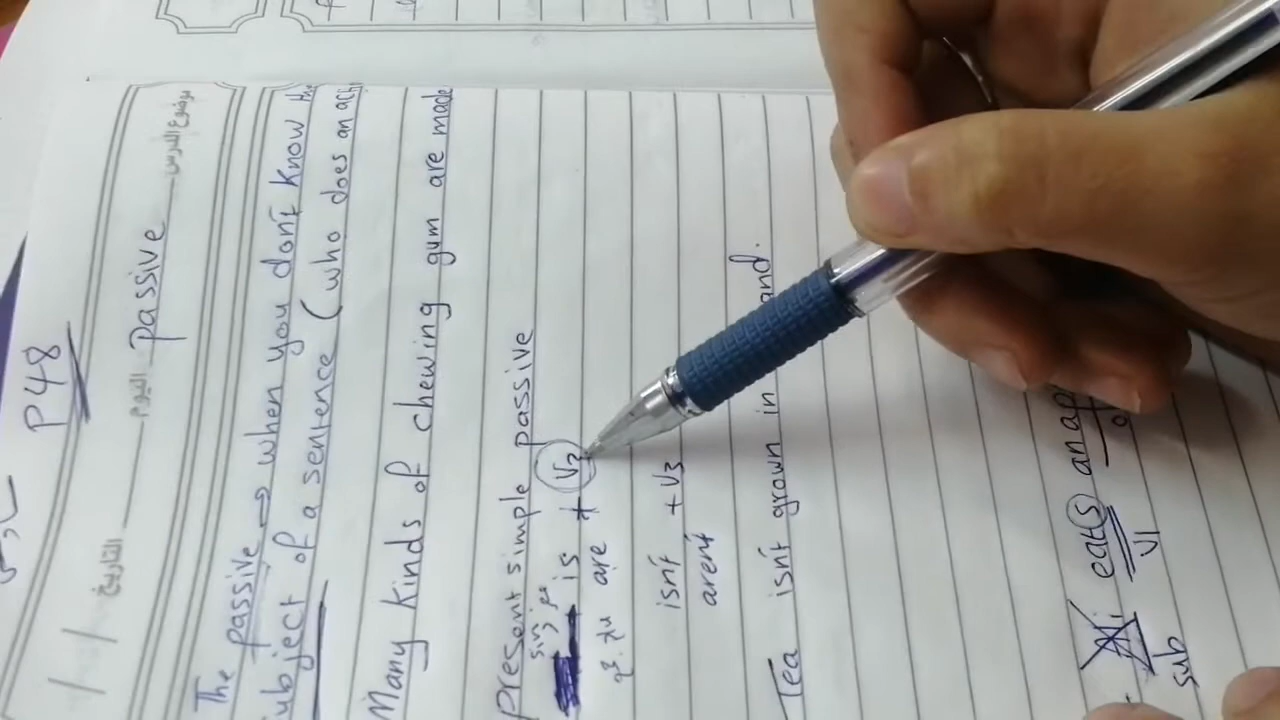 P48
موضوع الدرس
passive
اليوم
التاريخ / /
The passive → when you don't know the
subject of a sentence (who does an acti
Many kinds of chewing gum are made
present simple passive
sing is + V3
are
isn't + V3
aren't
Tea isn't grown in and.
Ali eats an ap
sub V1 o